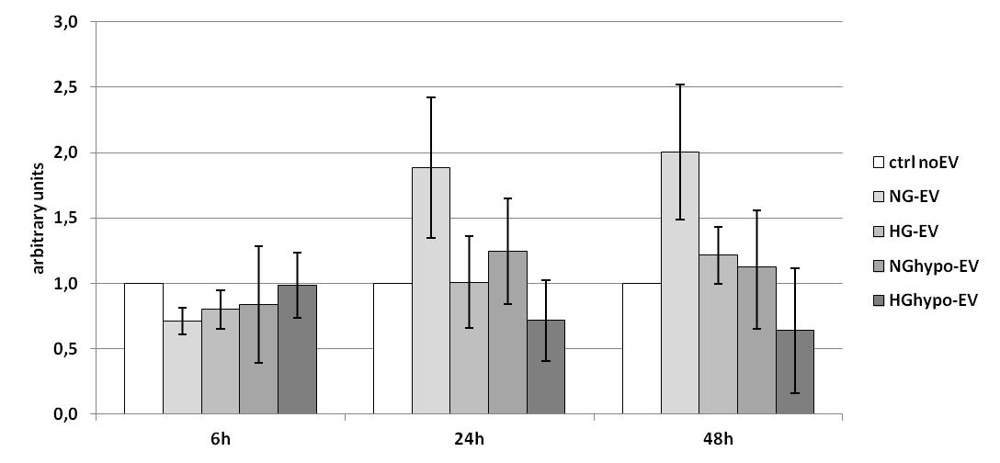 3,0
2,5
2,0
1,5
1,0
0,5
0,0
arbitrary units
6h
24h
48h
ctrl noEV
NG-EV
HG-EV
NGhypo-EV
HGhypo-EV